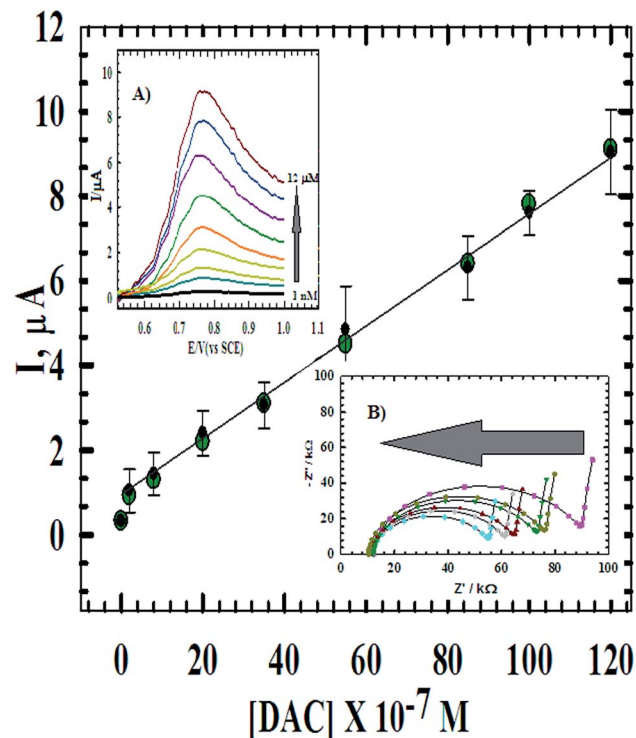 12
10
8
6
4
2
0
I, μ A
0 20 40 60 80 100 120
[DAC] X 10⁻⁷ M
A)
10
8
6
4
2
0
I/μA
12 μM
1 nM
0.6 0.7 0.8 0.9 1.0 1.1
E/V(vs SCE)
B)
-100
-80
-60
-40
-20
0
-Z''/ kΩ
0 20 40 60 80 100
Z' / kΩ